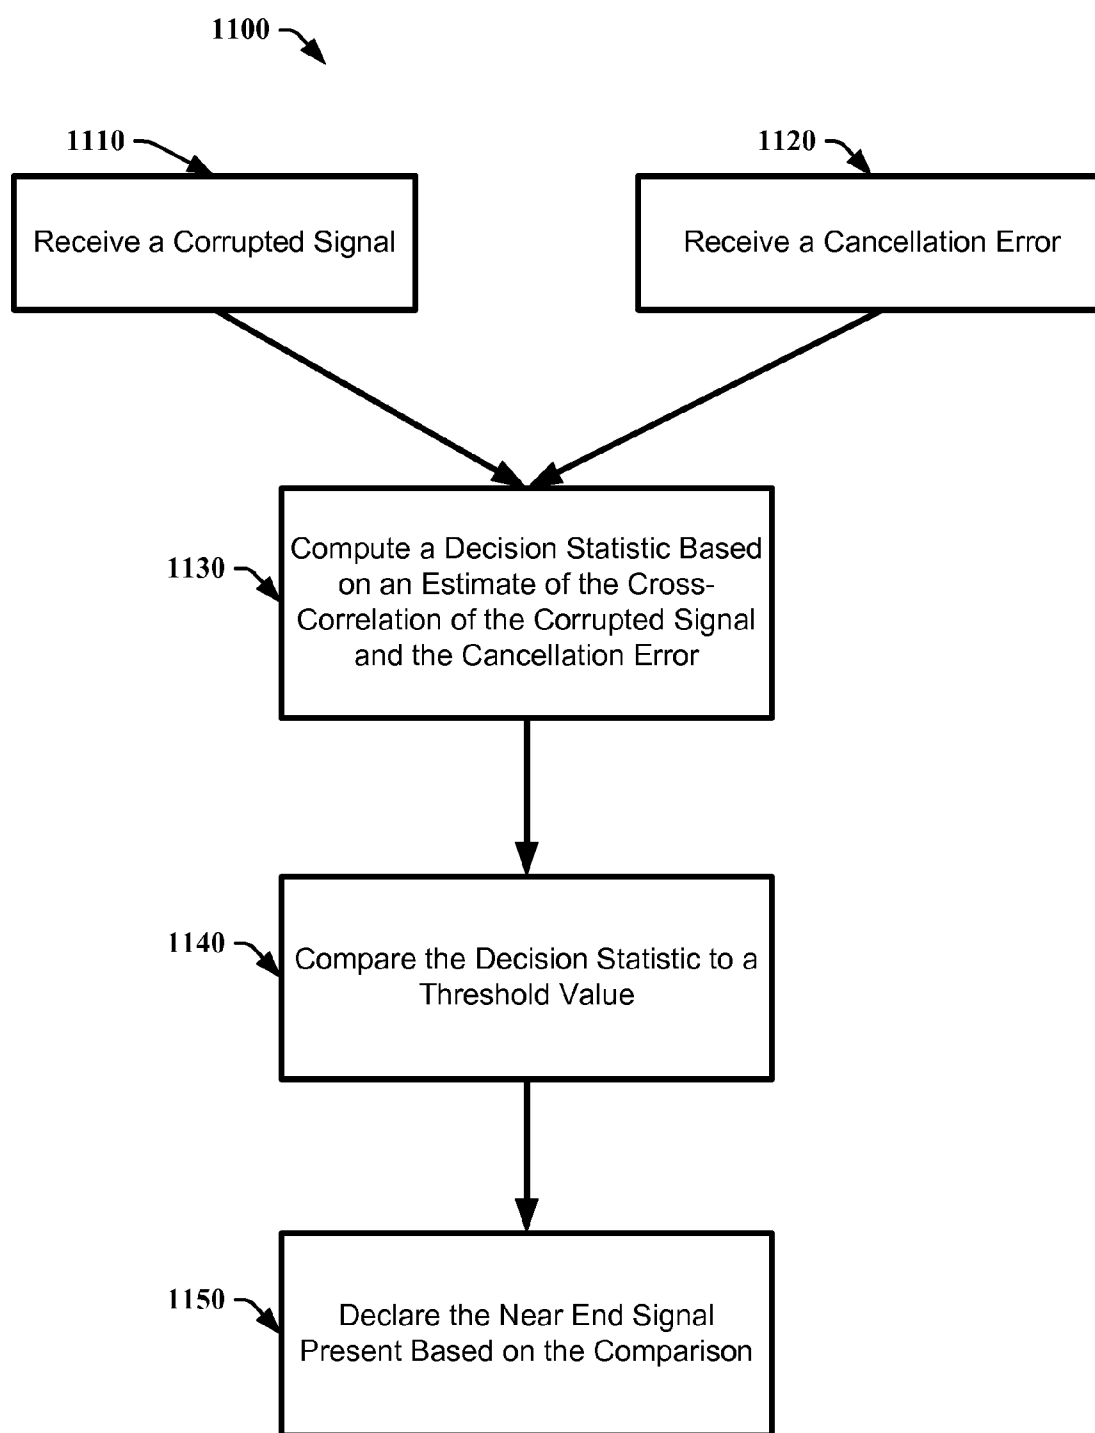 1100
1110
1120
Receive a Corrupted Signal
Receive a Cancellation Error
1130
Compute a Decision Statistic Based
on an Estimate of the Cross-
Correlation of the Corrupted Signal
and the Cancellation Error
1140
Compare the Decision Statistic to a
Threshold Value
1150
Declare the Near End Signal
Present Based on the Comparison